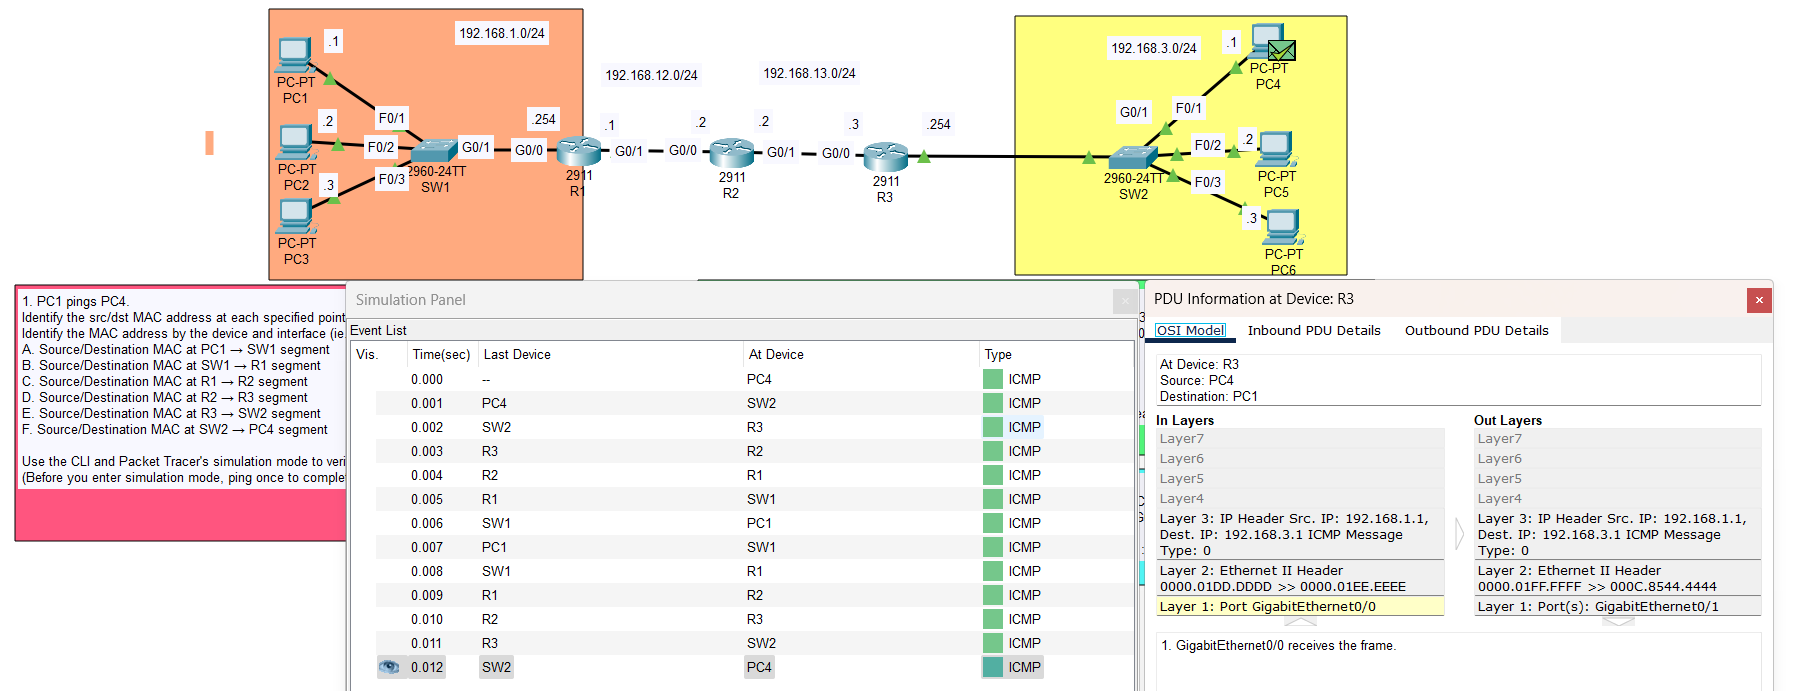 192.168.1.0/24
.1
PC-PT
PC1
.2
PC-PT
PC2
.3
PC-PT
PC3
F0/1
F0/2
F0/3
2960-24TT
SW1
G0/1
G0/0
.254
2911
R1
192.168.12.0/24
.1
G0/1
.2
G0/0
2911
R2
192.168.13.0/24
.2
G0/1
.3
G0/0
2911
R3
.254
192.168.3.0/24
G0/1
F0/1
F0/2
F0/3
2960-24TT
SW2
.1
PC-PT
PC4
.2
PC-PT
PC5
.3
PC-PT
PC6
1. PC1 pings PC4.
Identify the src/dst MAC address at each specified point
Identify the MAC address by the device and interface (ie
A. Source/Destination MAC at PC1 → SW1 segment
B. Source/Destination MAC at SW1 → R1 segment
C. Source/Destination MAC at R1 → R2 segment
D. Source/Destination MAC at R2 → R3 segment
E. Source/Destination MAC at R3 → SW2 segment
F. Source/Destination MAC at SW2 → PC4 segment
Use the CLI and Packet Tracer's simulation mode to veri
(Before you enter simulation mode, ping once to complet
Simulation Panel
Event List
Vis. Time(sec) Last Device At Device Type
0.000 -- PC4 ICMP
0.001 PC4 SW2 ICMP
0.002 SW2 R3 ICMP
0.003 R3 R2 ICMP
0.004 R2 R1 ICMP
0.005 R1 SW1 ICMP
0.006 SW1 PC1 ICMP
0.007 PC1 SW1 ICMP
0.008 SW1 R1 ICMP
0.009 R1 R2 ICMP
0.010 R2 R3 ICMP
0.011 R3 SW2 ICMP
0.012 SW2 PC4 ICMP
PDU Information at Device: R3
OSI Model Inbound PDU Details Outbound PDU Details
At Device: R3
Source: PC4
Destination: PC1
In Layers
Layer7
Layer6
Layer5
Layer4
Layer 3: IP Header Src. IP: 192.168.1.1,
Dest. IP: 192.168.3.1 ICMP Message
Type: 0
Layer 2: Ethernet II Header
0000.01DD.DDDD >> 0000.01EE.EEEE
Layer 1: Port GigabitEthernet0/0
Out Layers
Layer7
Layer6
Layer5
Layer4
Layer 3: IP Header Src. IP: 192.168.1.1,
Dest. IP: 192.168.3.1 ICMP Message
Type: 0
Layer 2: Ethernet II Header
0000.01FF.FFFF >> 000C.8544.4444
Layer 1: Port(s): GigabitEthernet0/1
1. GigabitEthernet0/0 receives the frame.